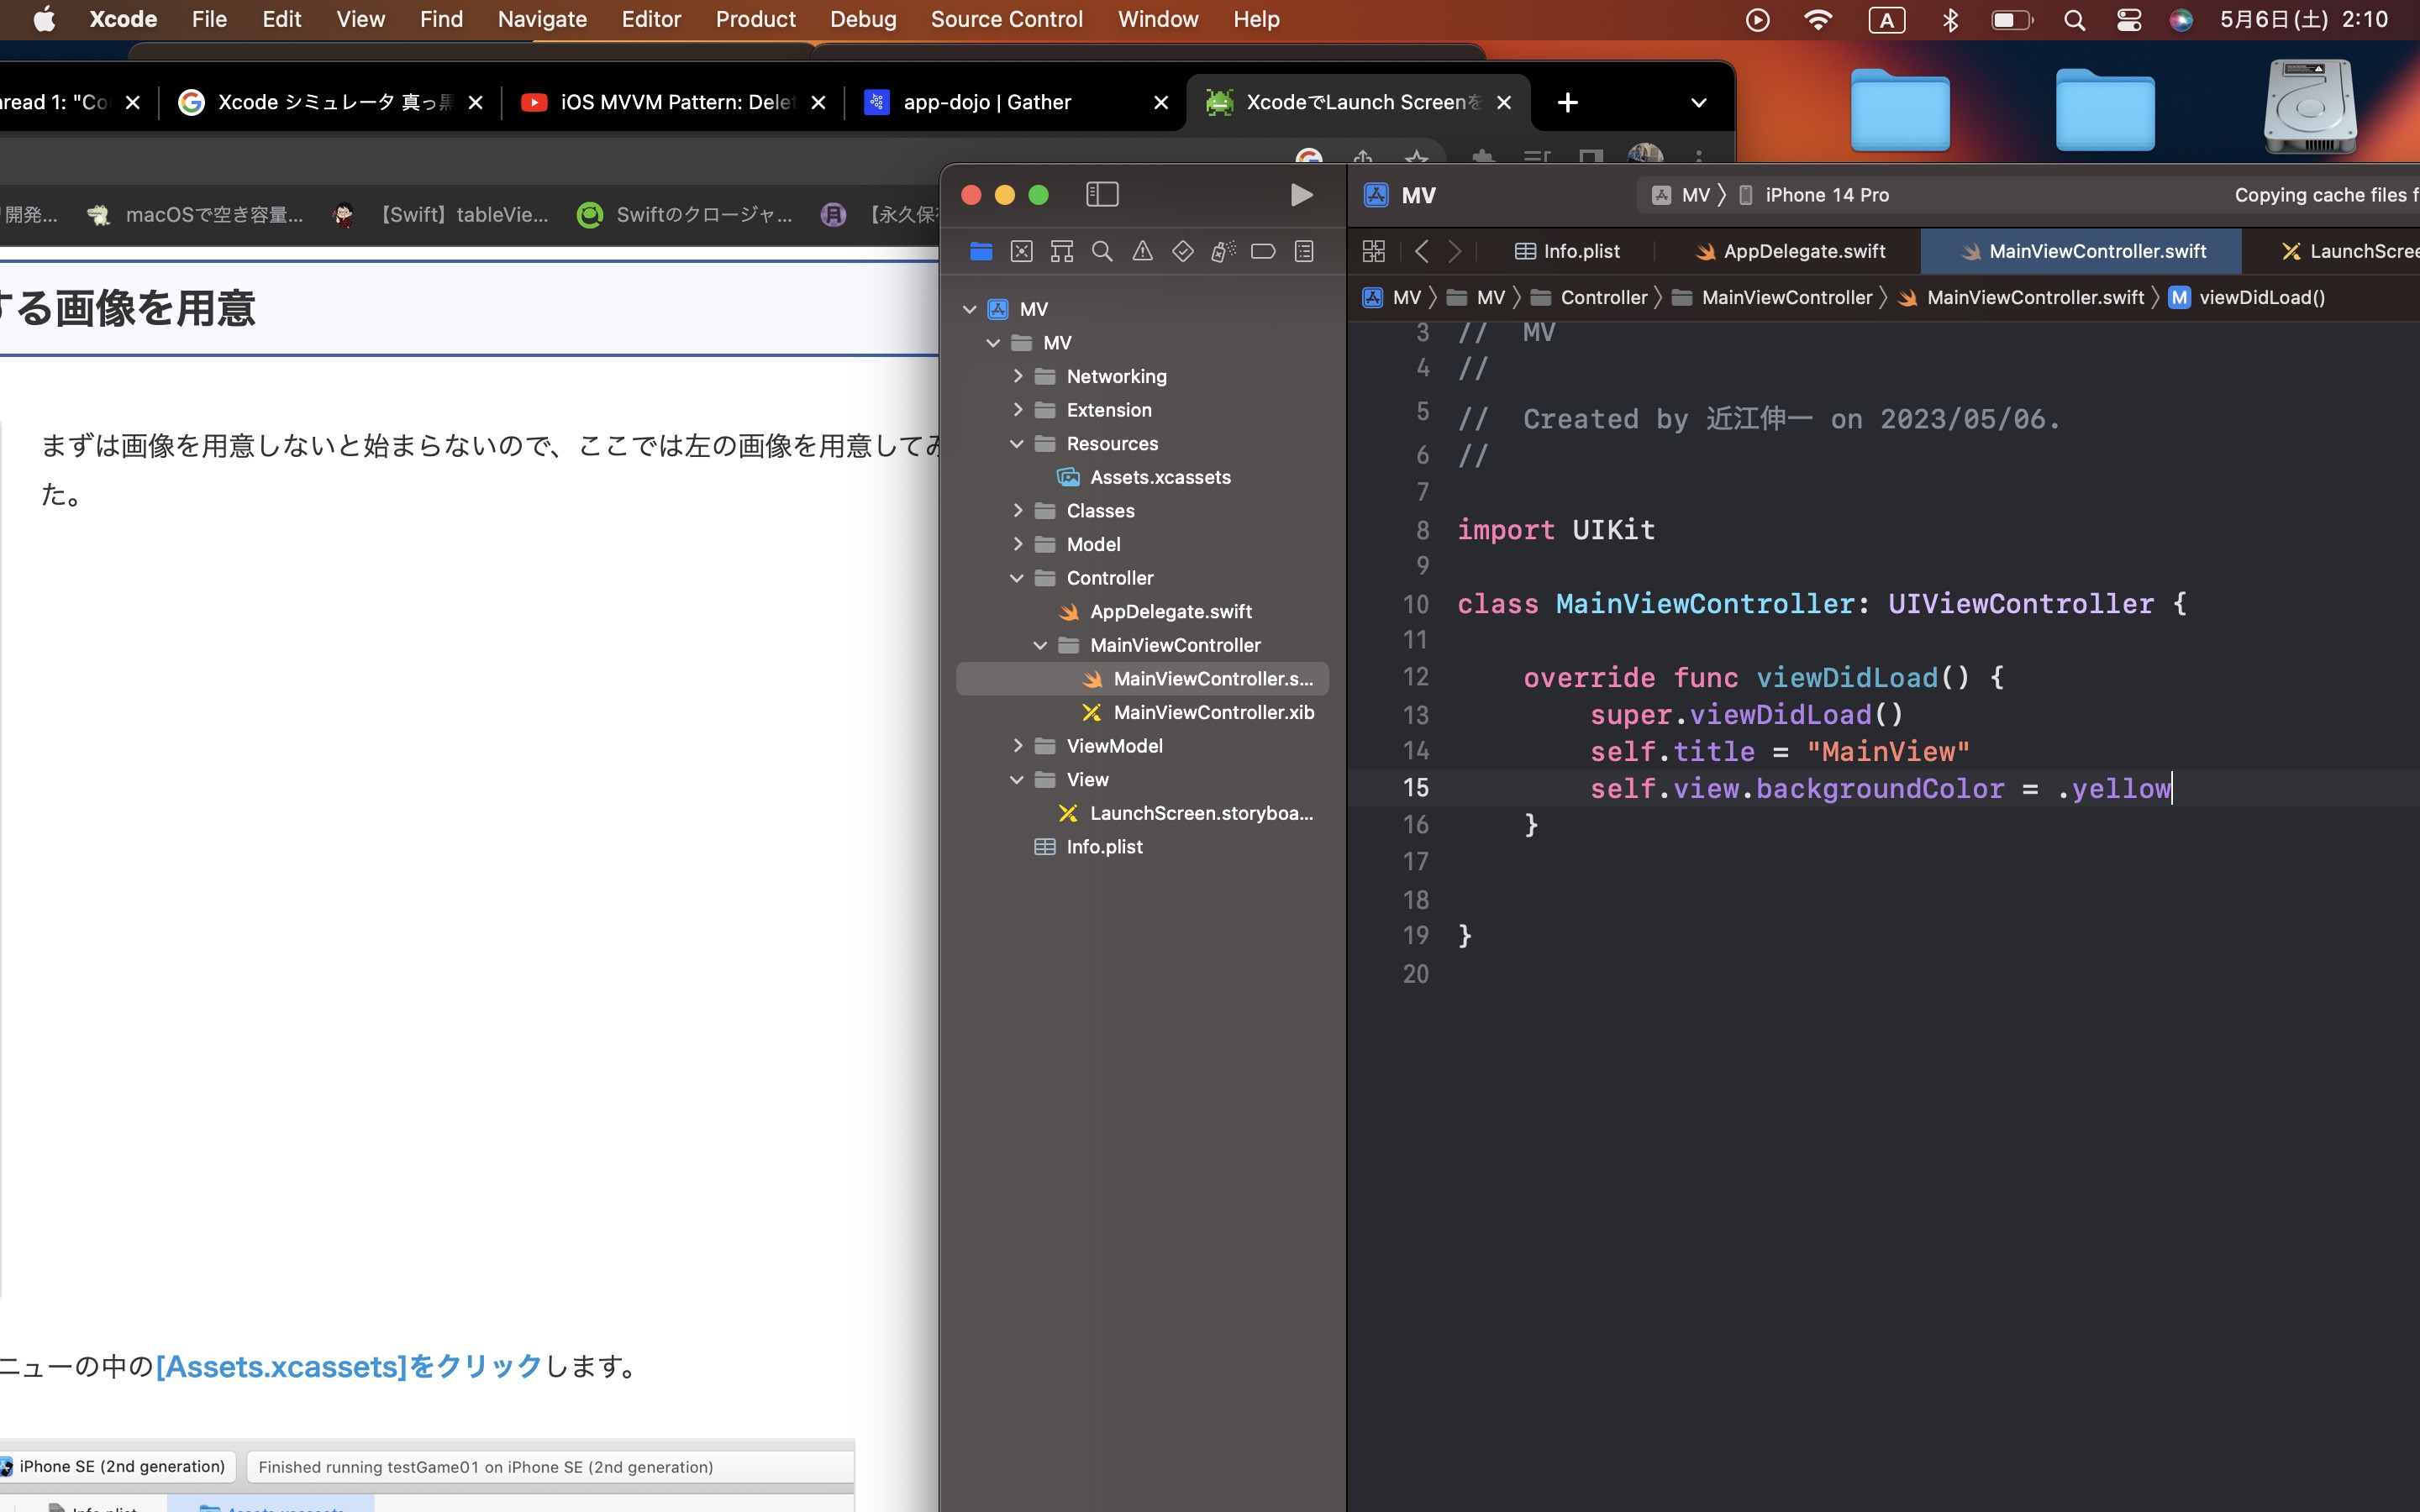 Xcode File Edit View Find Navigate Editor Product Debug Source Control Window Help A 5月6日(土) 2:10
read 1: "Co Xcode シミュレータ 真っ黒 iOS MVVM Pattern: Delet app-dojo | Gather XcodeでLaunch Screenを
開発... macOSで空き容量... 【Swift】tableVie... Swiftのクロージャ... 【永久保
する画像を用意
まずは画像を用意しないと始まらないので、ここでは左の画像を用意してみ
た。
ニューの中の[Assets.xcassets]をクリックします。
iPhone SE (2nd generation) Finished running testGame01 on iPhone SE (2nd generation)
MV MV 〉 iPhone 14 Pro Copying cache files f
Info.plist AppDelegate.swift MainViewController.swift LaunchScree
MV 〉 MV 〉 Controller 〉 MainViewController 〉 MainViewController.swift 〉 M viewDidLoad()
MV
MV
Networking
Extension
Resources
Assets.xcassets
Classes
Model
Controller
AppDelegate.swift
MainViewController
MainViewController.s...
MainViewController.xib
ViewModel
View
LaunchScreen.storyboa...
Info.plist
3 //  MV
4 //
5 //  Created by 近江伸一 on 2023/05/06.
6 //
7
8 import UIKit
9
10 class MainViewController: UIViewController {
11
12     override func viewDidLoad() {
13         super.viewDidLoad()
14         self.title = "MainView"
15         self.view.backgroundColor = .yellow
16     }
17
18
19 }
20